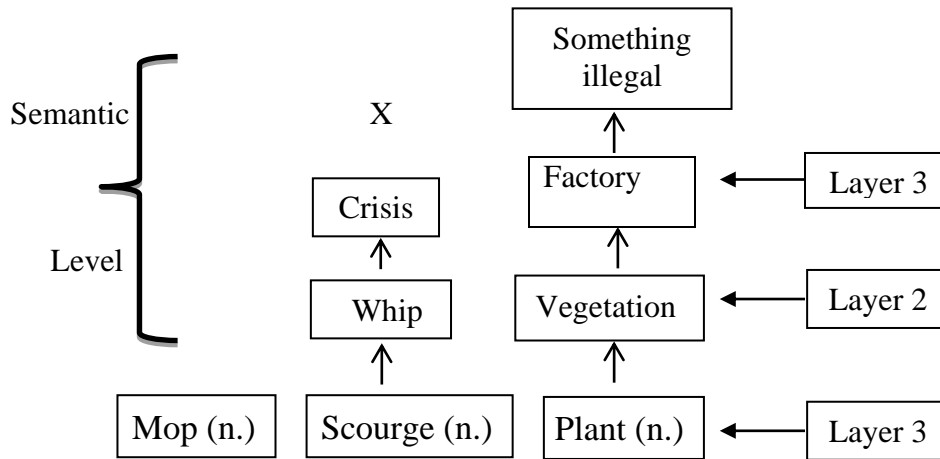 Something
illegal
Semantic
X
Factory
Layer 3
Crisis
Level
Whip
Vegetation
Layer 2
Mop (n.)
Scourge (n.)
Plant (n.)
Layer 3